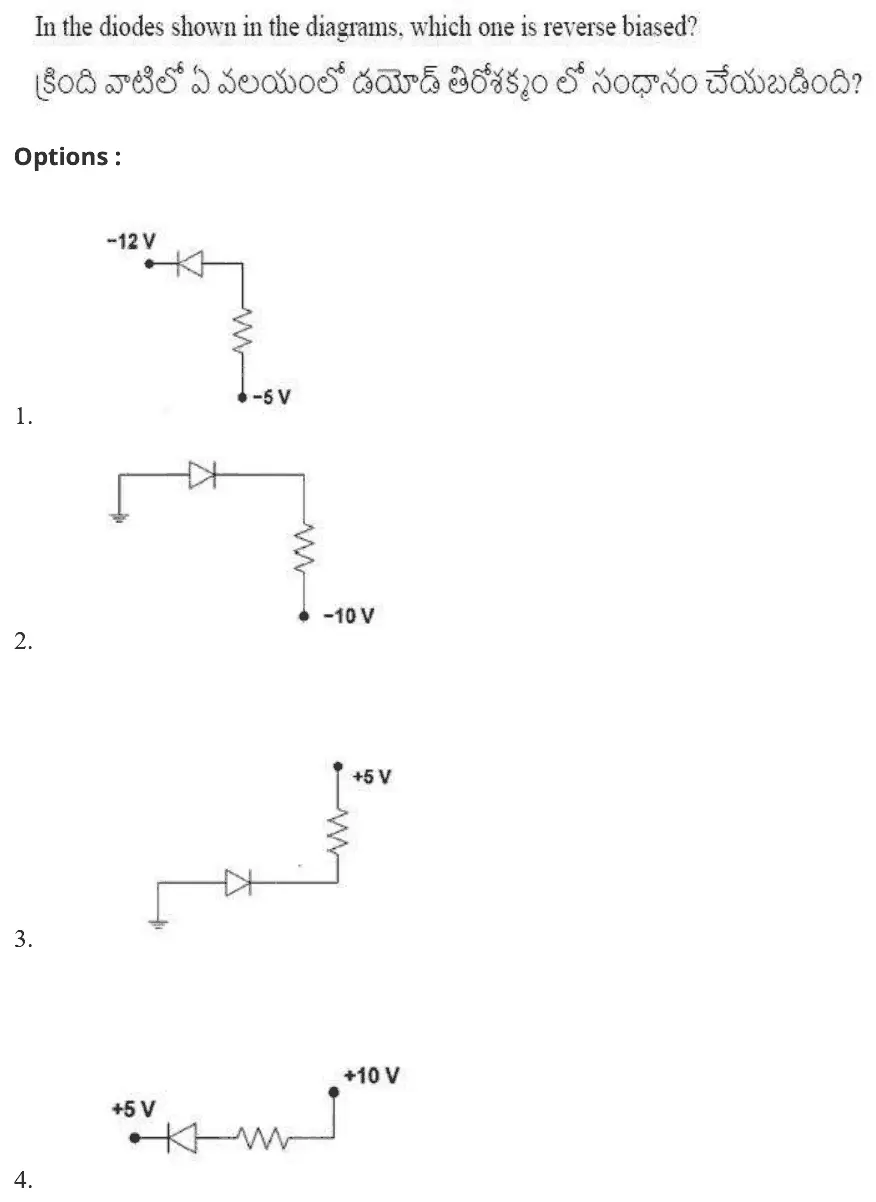 In the diodes shown in the diagrams, which one is reverse biased?
క్రింది వాటిలో ఏ వలయంలో డయోడ్ తిరోశక్మం లో సంధానం చేయబడింది?
Options :
−12 V
−5 V
1.
−10 V
2.
+5 V
3.
+10 V
+5 V
4.